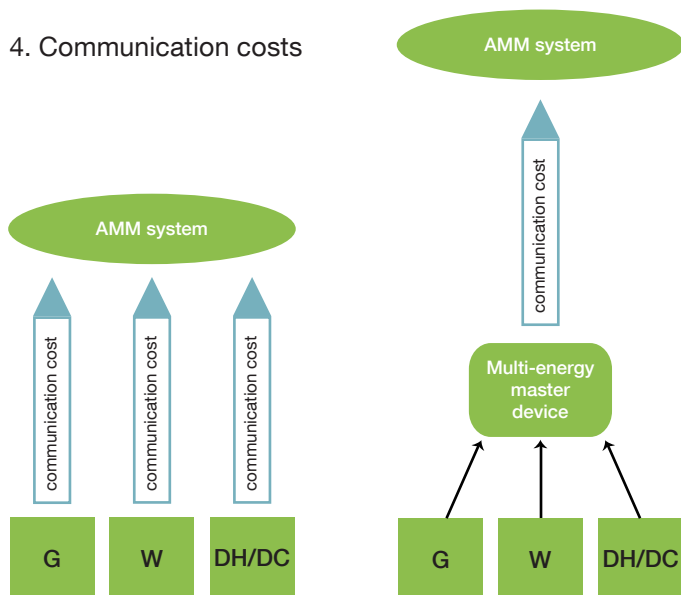 4. Communication costs
AMM system
communication cost
communication cost
communication cost
G
W
DH/DC
AMM system
communication cost
Multi-energy
master
device
G
W
DH/DC